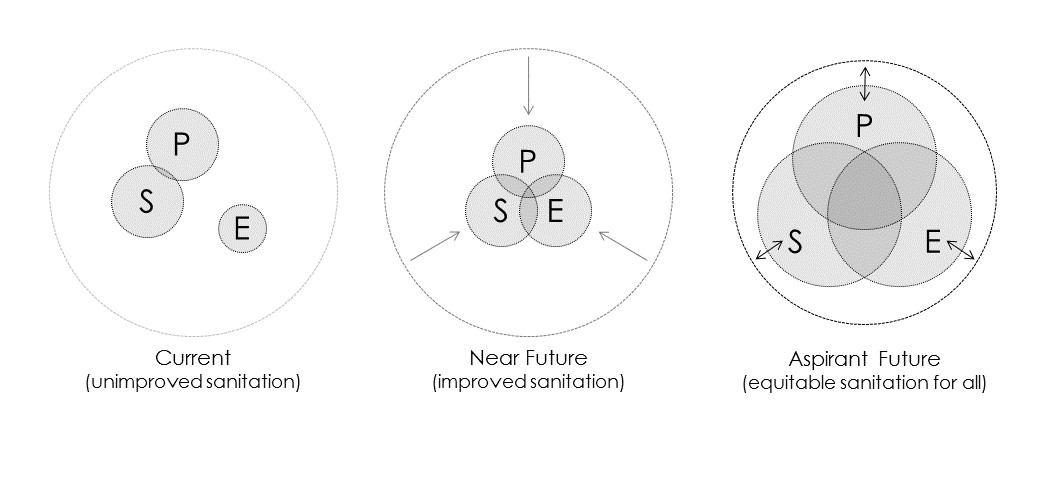 P
S
E
P
S E
P
S
E
Current
(unimproved sanitation)
Near Future
(improved sanitation)
Aspirant Future
(equitable sanitation for all)